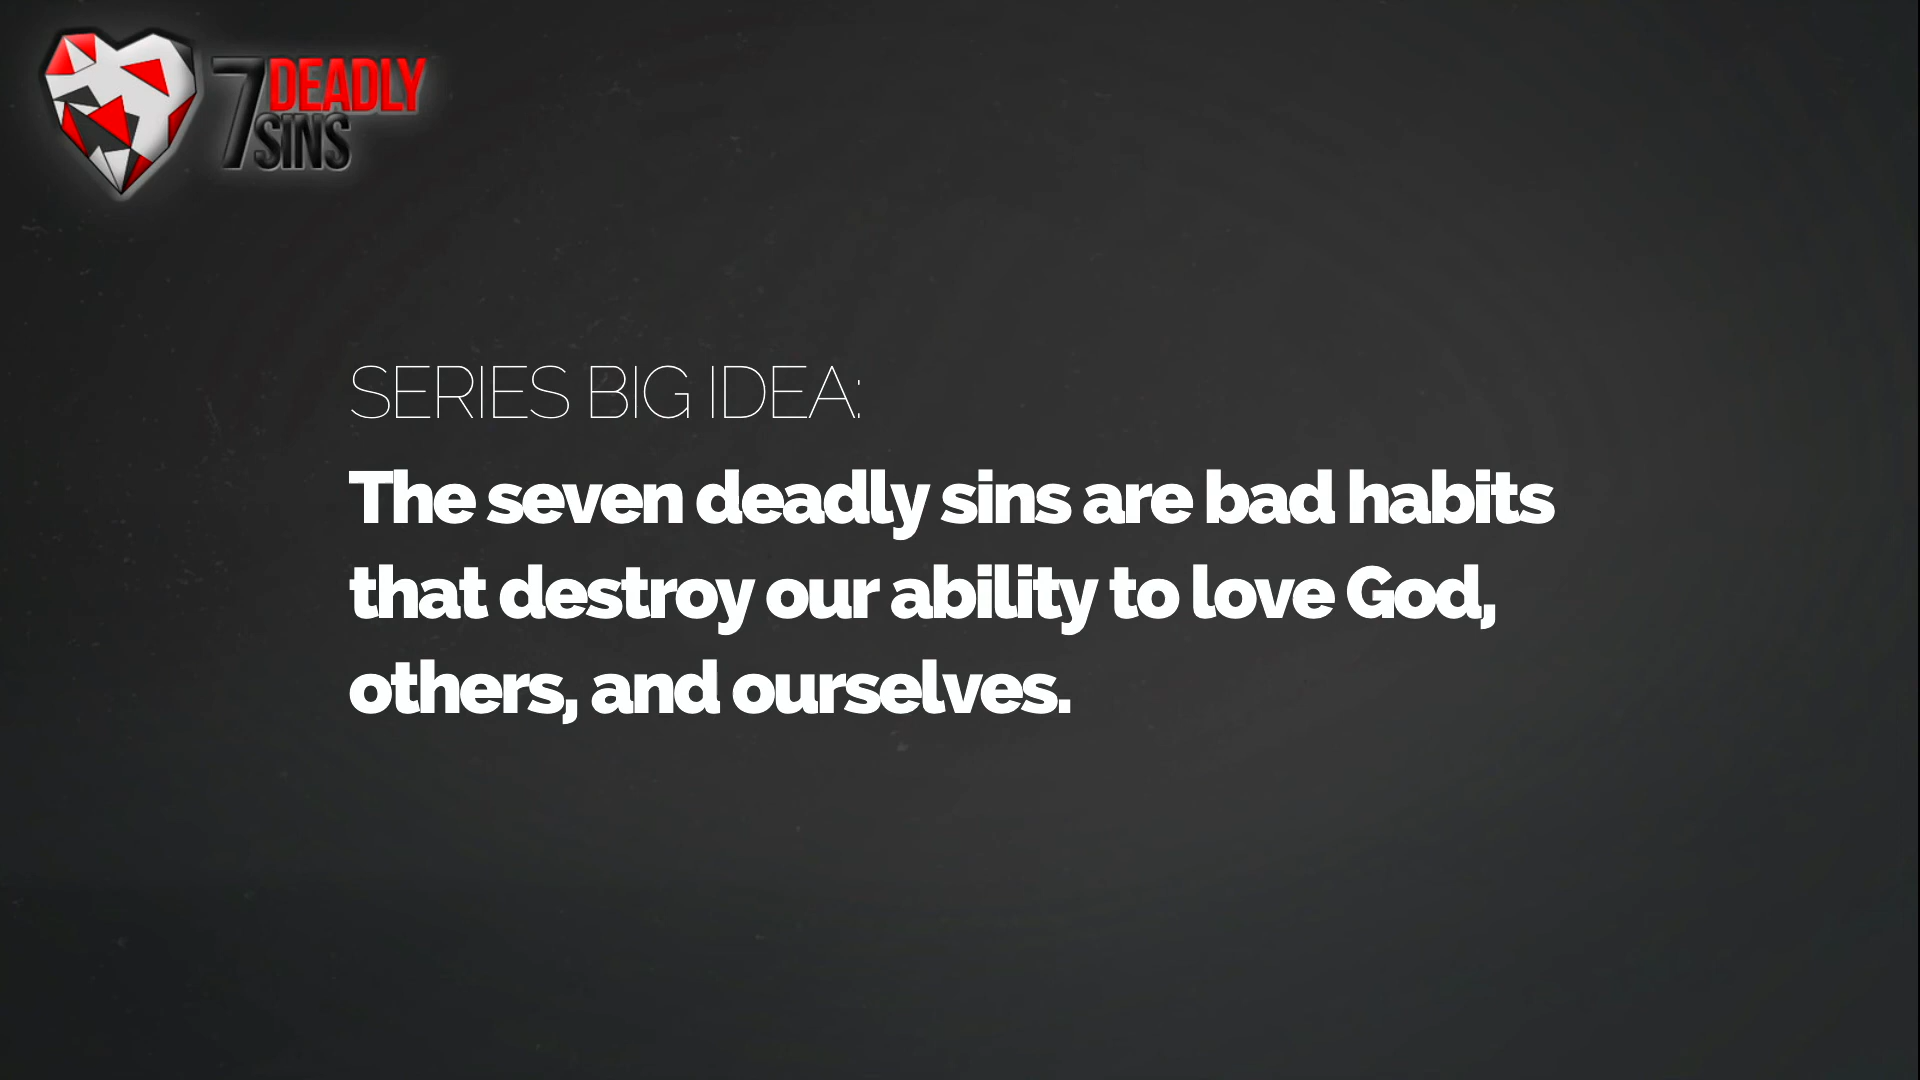 7 DEADLY
SINS
SERIES BIG IDEA:
The seven deadly sins are bad habits
that destroy our ability to love God,
others, and ourselves.